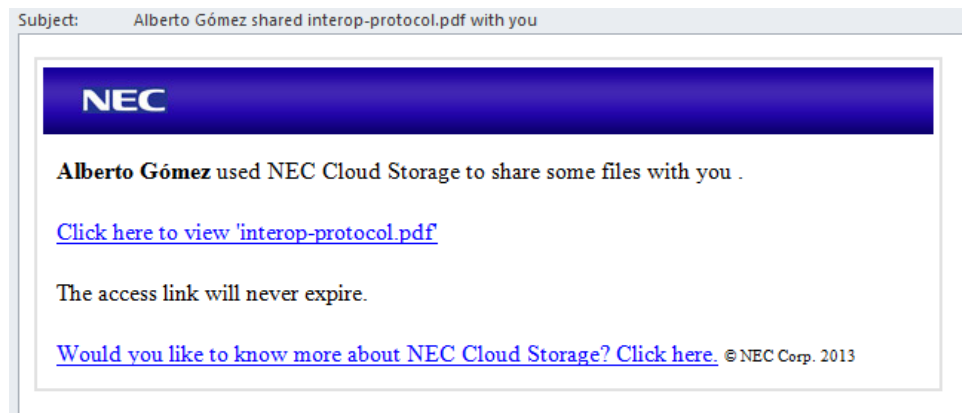 Subject: Alberto Gómez shared interop-protocol.pdf with you
NEC
Alberto Gómez used NEC Cloud Storage to share some files with you .
Click here to view 'interop-protocol.pdf'
The access link will never expire.
Would you like to know more about NEC Cloud Storage? Click here. © NEC Corp. 2013